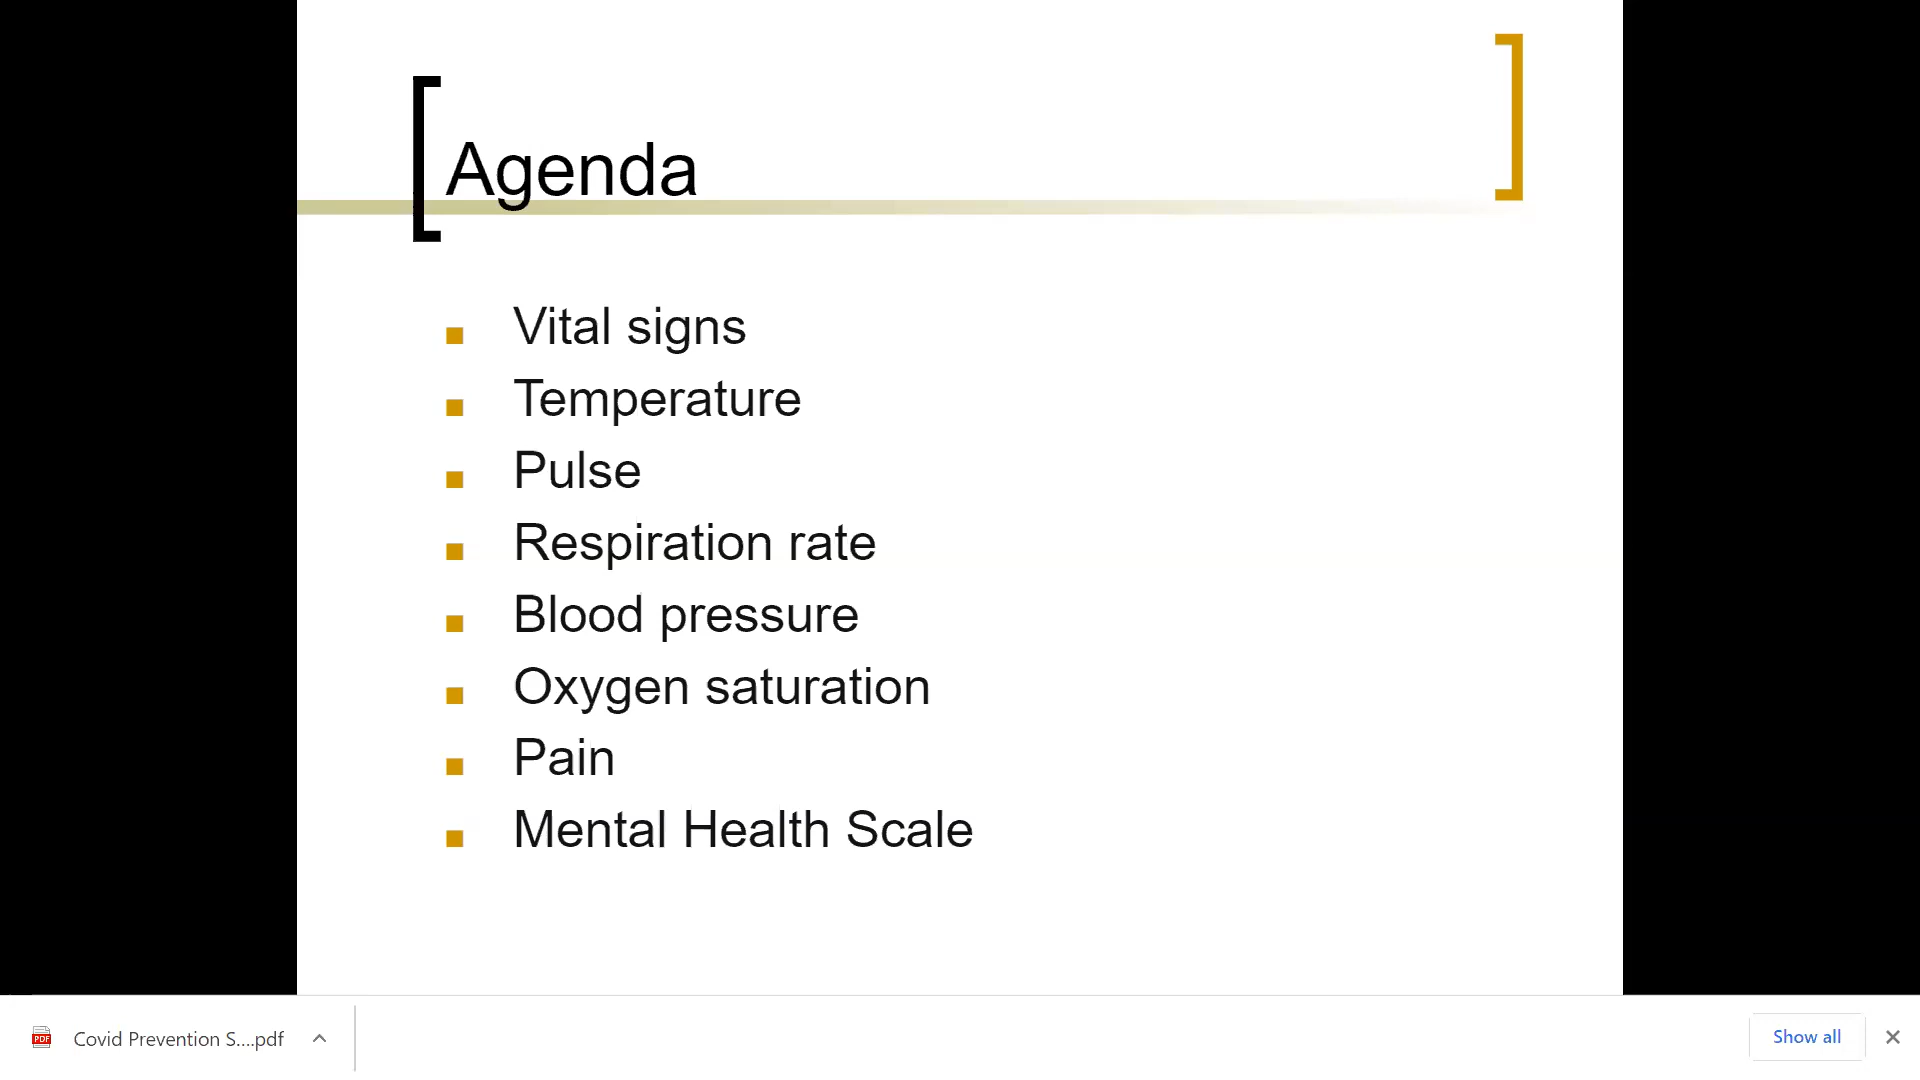 Agenda
Vital signs
Temperature
Pulse
Respiration rate
Blood pressure
Oxygen saturation
Pain
Mental Health Scale
PDF
Covid Prevention S....pdf
Show all